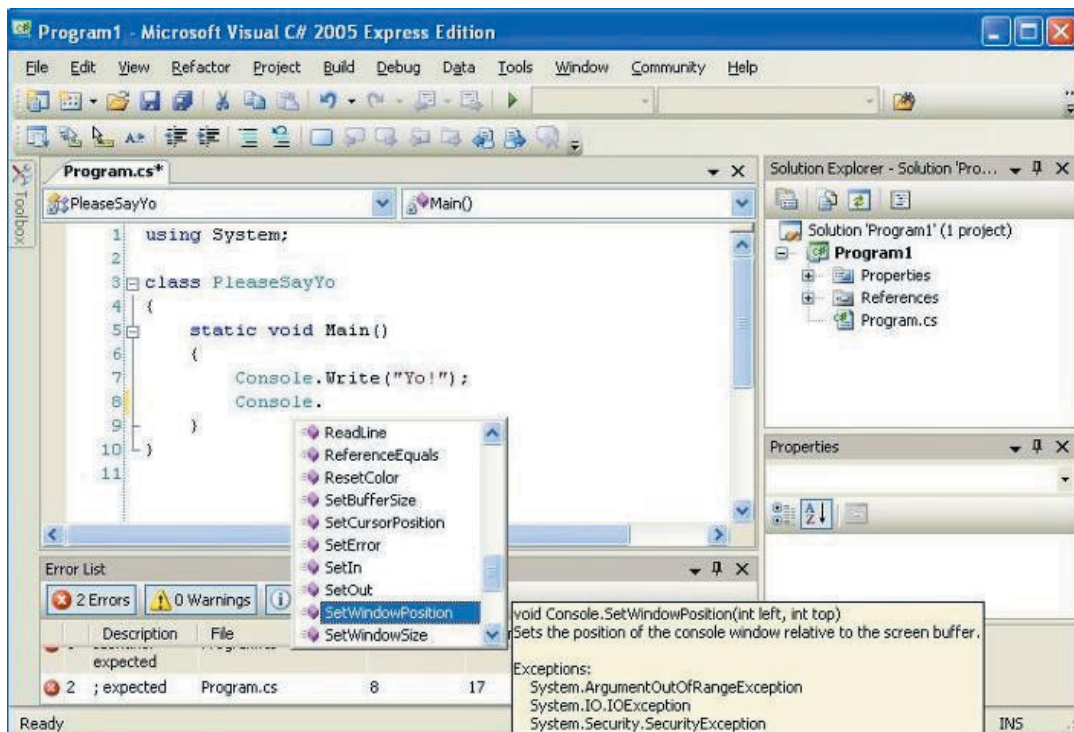 Program1 - Microsoft Visual C# 2005 Express Edition
File Edit View Refactor Project Build Debug Data Tools Window Community Help
Toolbox
Program.cs*
PleaseSayYo
Main()
1 using System;
2
3 class PleaseSayYo
4 {
5 static void Main()
6 {
7 Console.Write("Yo!");
8 Console.
9 }
10 }
11
ReadLine
ReferenceEquals
ResetColor
SetBufferSize
SetCursorPosition
SetError
SetIn
SetOut
SetWindowPosition
SetWindowSize
void Console.SetWindowPosition(int left, int top)
Sets the position of the console window relative to the screen buffer.
Exceptions:
System.ArgumentOutOfRangeException
System.IO.IOException
System.Security.SecurityException
Solution Explorer - Solution 'Pro...
Solution 'Program1' (1 project)
Program1
Properties
References
Program.cs
Properties
Error List
2 Errors 0 Warnings
Description File
expected
2 ; expected Program.cs 8 17
Ready INS